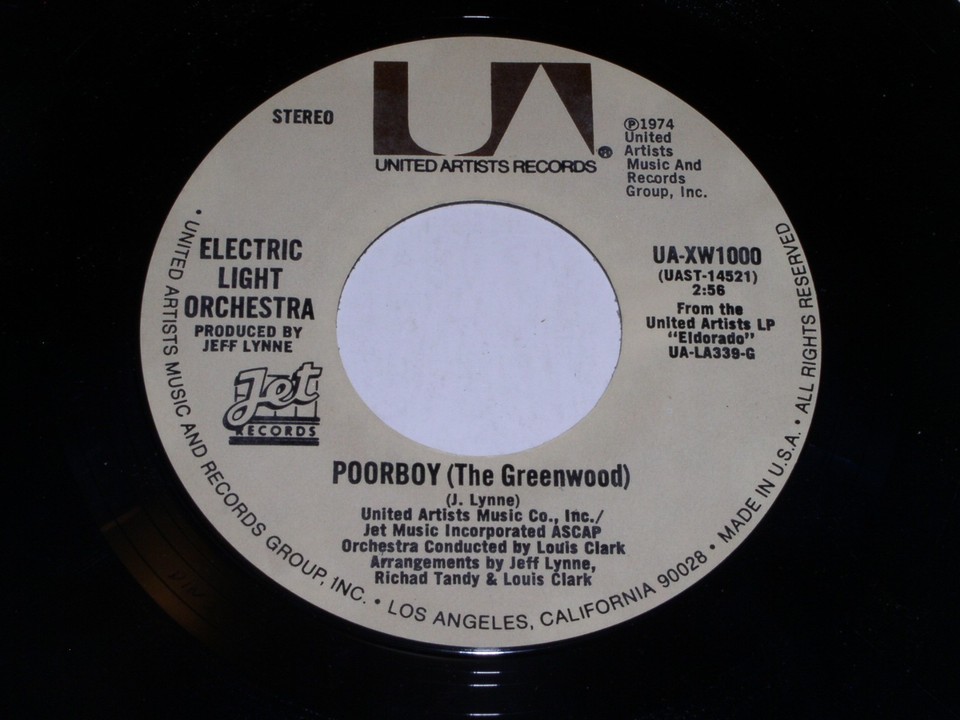 STEREO
UA®
UNITED ARTISTS RECORDS
℗1974
United
Artists
Music And
Records
Group, Inc.
ELECTRIC
LIGHT
ORCHESTRA
PRODUCED BY
JEFF LYNNE
Jet
RECORDS
UA-XW1000
(UAST-14521)
2:56
From the
United Artists LP
"Eldorado"
UA-LA339-G
POORBOY (The Greenwood)
(J. Lynne)
United Artists Music Co., Inc./
Jet Music Incorporated ASCAP
Orchestra Conducted by Louis Clark
Arrangements by Jeff Lynne,
Richad Tandy & Louis Clark
• UNITED ARTISTS MUSIC AND RECORDS GROUP, INC. • LOS ANGELES, CALIFORNIA 90028 • MADE IN U.S.A. • ALL RIGHTS RESERVED